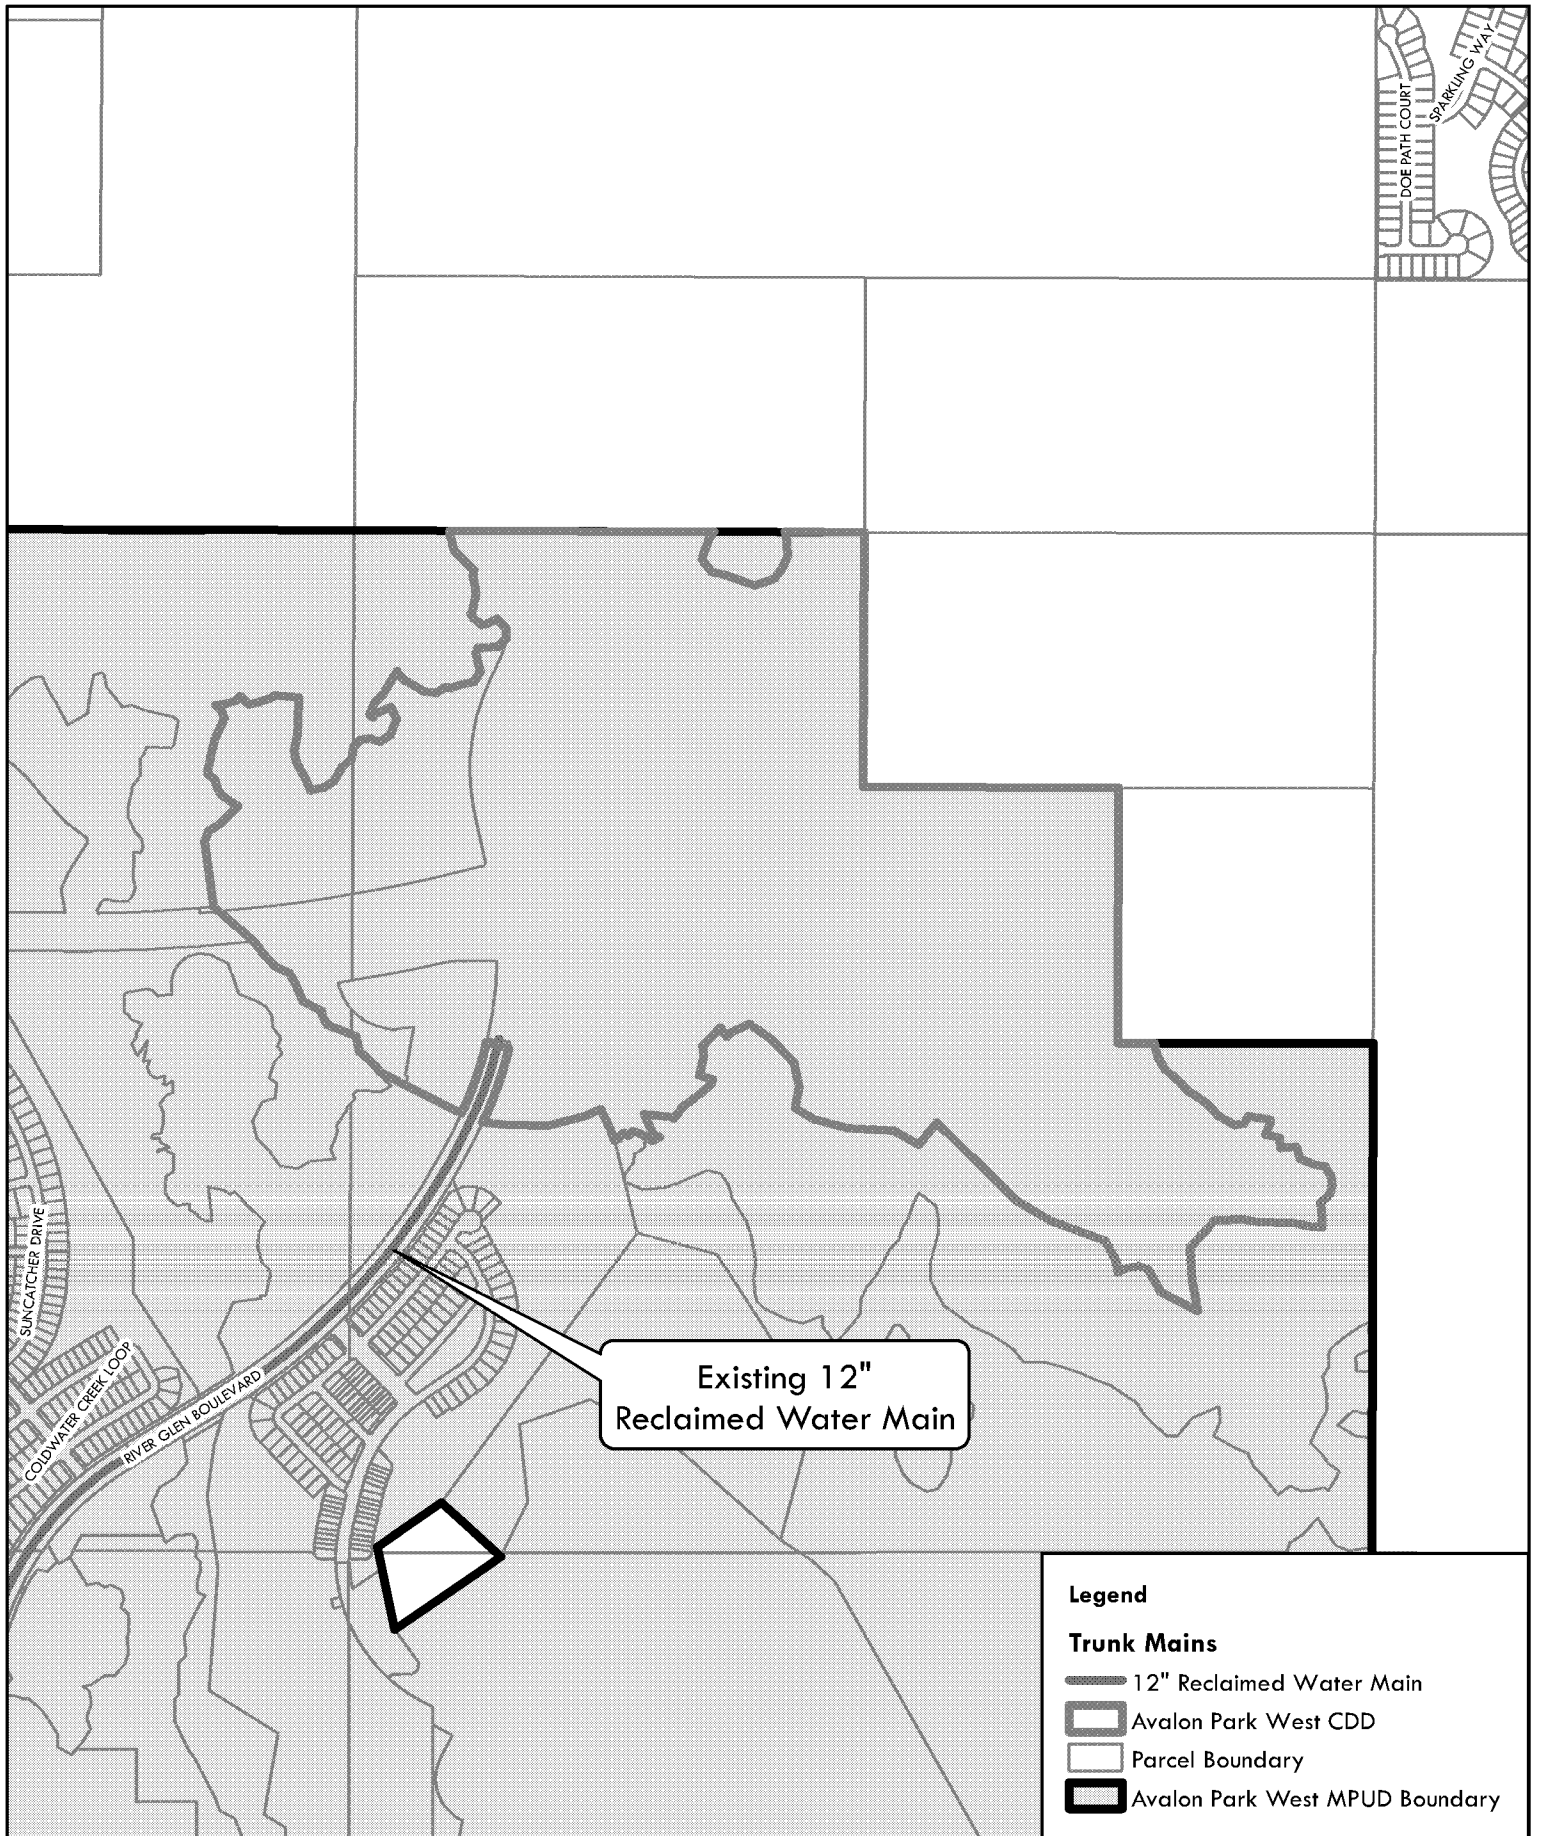 SPARKLING WAY
DOE PATH COURT
SUNCATCHER DRIVE
COLDWATER CREEK LOOP
RIVER GLEN BOULEVARD
Existing 12"
Reclaimed Water Main
Legend
Trunk Mains
12" Reclaimed Water Main
Avalon Park West CDD
Parcel Boundary
Avalon Park West MPUD Boundary